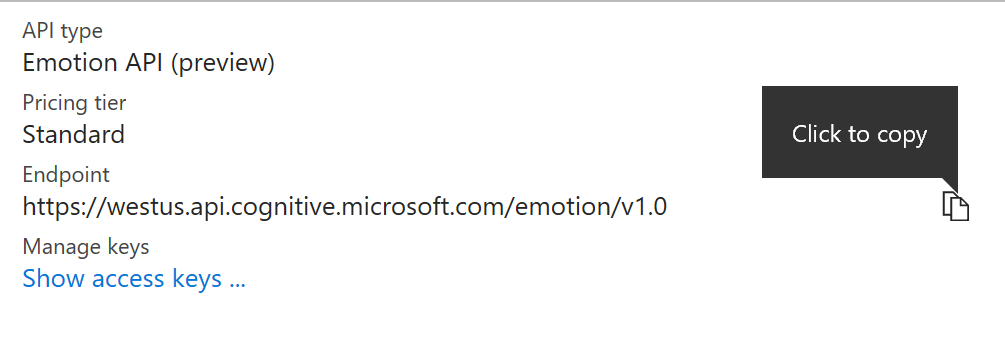 API type
Emotion API (preview)
Pricing tier
Standard
Click to copy
Endpoint
https://westus.api.cognitive.microsoft.com/emotion/v1.0
Manage keys
Show access keys ...